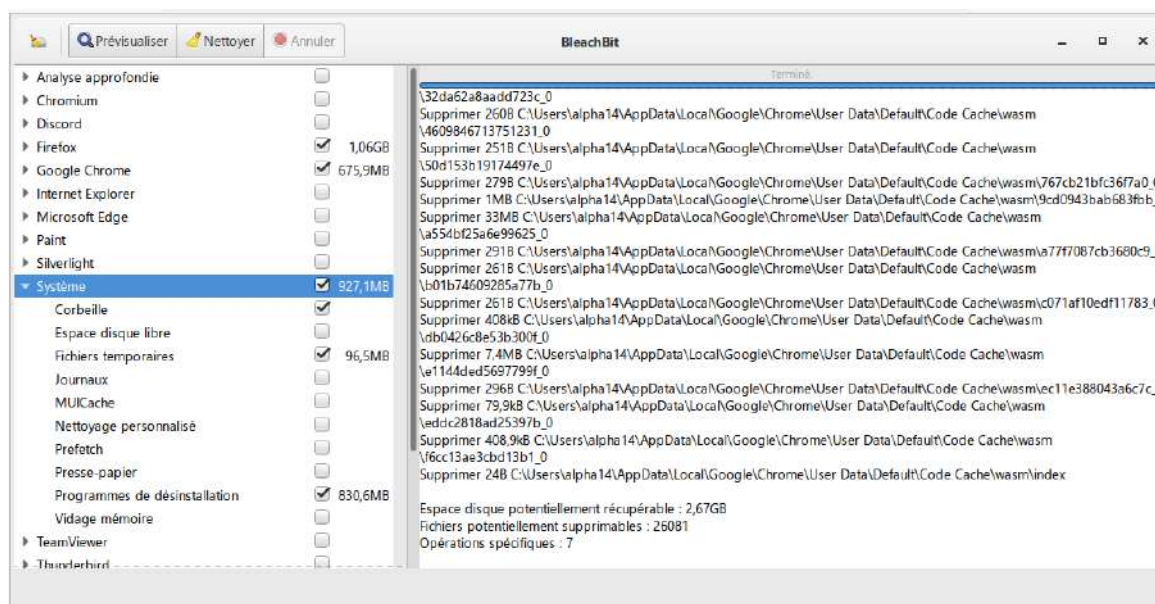 Prévisualiser Nettoyer Annuler BleachBit
Analyse approfondie
Chromium
Discord
Firefox 1,06GB
Google Chrome 675,9MB
Internet Explorer
Microsoft Edge
Paint
Silverlight
Système 927,1MB
Corbeille
Espace disque libre
Fichiers temporaires 96,5MB
Journaux
MUICache
Nettoyage personnalisé
Prefetch
Presse-papier
Programmes de désinstallation 830,6MB
Vidage mémoire
TeamViewer
Thunderbird
Terminé.
\32da62a8aadd723c_0
Supprimer 260B C:\Users\alpha14\AppData\Local\Google\Chrome\User Data\Default\Code Cache\wasm
\4609846713751231_0
Supprimer 251B C:\Users\alpha14\AppData\Local\Google\Chrome\User Data\Default\Code Cache\wasm
\50d153b19174497e_0
Supprimer 279B C:\Users\alpha14\AppData\Local\Google\Chrome\User Data\Default\Code Cache\wasm\767cb21bfc36f7a0_0
Supprimer 1MB C:\Users\alpha14\AppData\Local\Google\Chrome\User Data\Default\Code Cache\wasm\9cd0943bab683fbb_
Supprimer 33MB C:\Users\alpha14\AppData\Local\Google\Chrome\User Data\Default\Code Cache\wasm
\a554bf25a6e99625_0
Supprimer 291B C:\Users\alpha14\AppData\Local\Google\Chrome\User Data\Default\Code Cache\wasm\a77f7087cb3680c9_
Supprimer 261B C:\Users\alpha14\AppData\Local\Google\Chrome\User Data\Default\Code Cache\wasm
\b01b74609285a77b_0
Supprimer 261B C:\Users\alpha14\AppData\Local\Google\Chrome\User Data\Default\Code Cache\wasm\c071af10edf11783_0
Supprimer 408kB C:\Users\alpha14\AppData\Local\Google\Chrome\User Data\Default\Code Cache\wasm
\db0426c8e53b300f_0
Supprimer 7,4MB C:\Users\alpha14\AppData\Local\Google\Chrome\User Data\Default\Code Cache\wasm
\e1144ded5697799f_0
Supprimer 296B C:\Users\alpha14\AppData\Local\Google\Chrome\User Data\Default\Code Cache\wasm\ec11e388043a6c7c_
Supprimer 79,9kB C:\Users\alpha14\AppData\Local\Google\Chrome\User Data\Default\Code Cache\wasm
\eddc2818ad25397b_0
Supprimer 408,9kB C:\Users\alpha14\AppData\Local\Google\Chrome\User Data\Default\Code Cache\wasm
\f6cc13ae3cbd13b1_0
Supprimer 24B C:\Users\alpha14\AppData\Local\Google\Chrome\User Data\Default\Code Cache\wasm\index
Espace disque potentiellement récupérable : 2,67GB
Fichiers potentiellement supprimables : 26081
Opérations spécifiques : 7